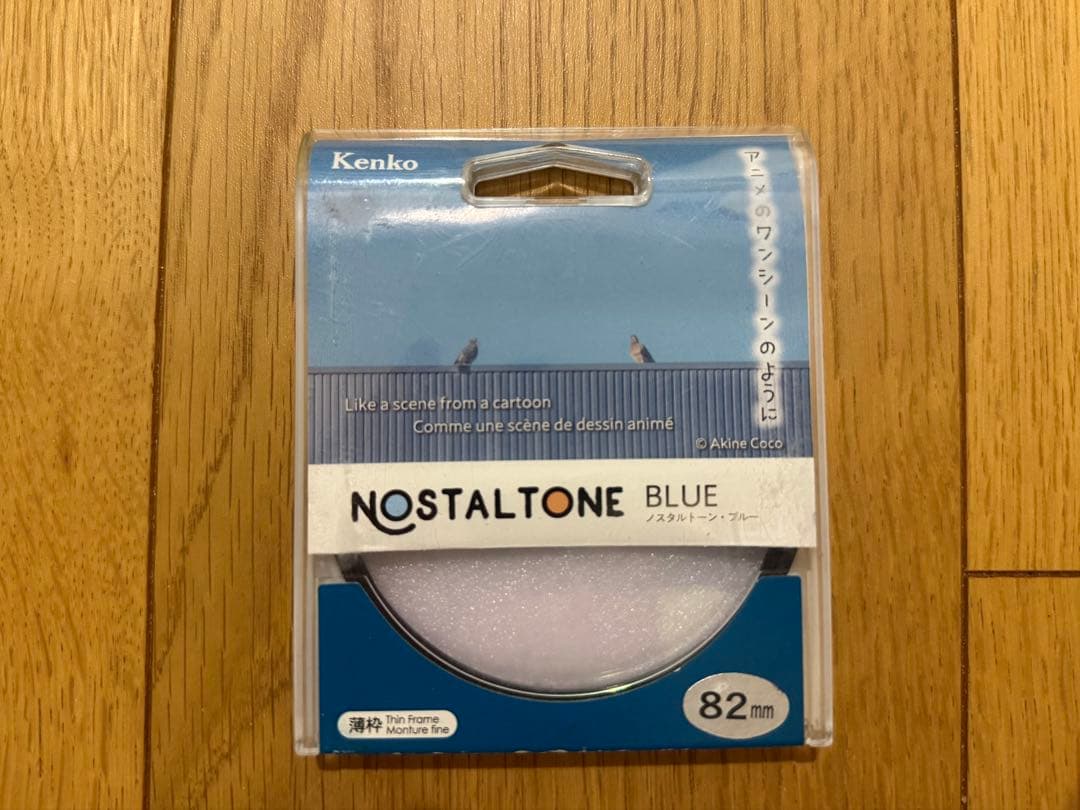 Kenko
アニメのワンシーンのように
Like a scene from a cartoon
Comme une scène de dessin animé
© Akine Coco
NOSTALTONE BLUE
ノスタルトーン・ブルー
82mm
薄枠 Thin Frame
Monture fine